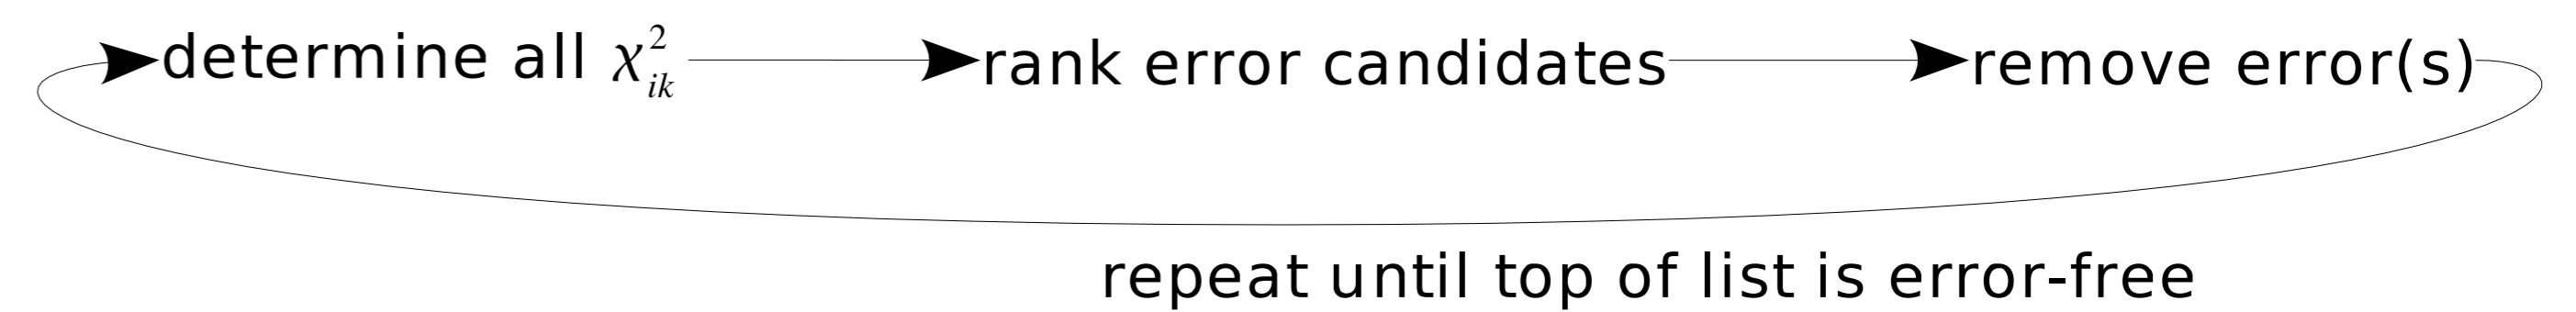 determine all χ²ᵢₖ rank error candidates remove error(s)
repeat until top of list is error-free